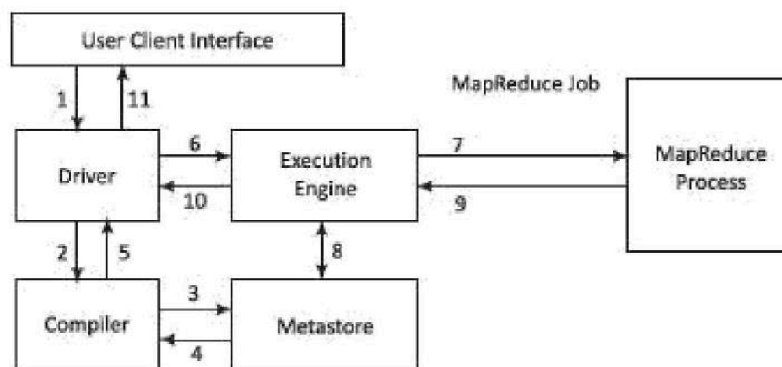 User Client Interface
1
11
MapReduce Job
6
7
Driver
Execution
Engine
MapReduce
Process
10
9
2
5
8
3
Compiler
Metastore
4